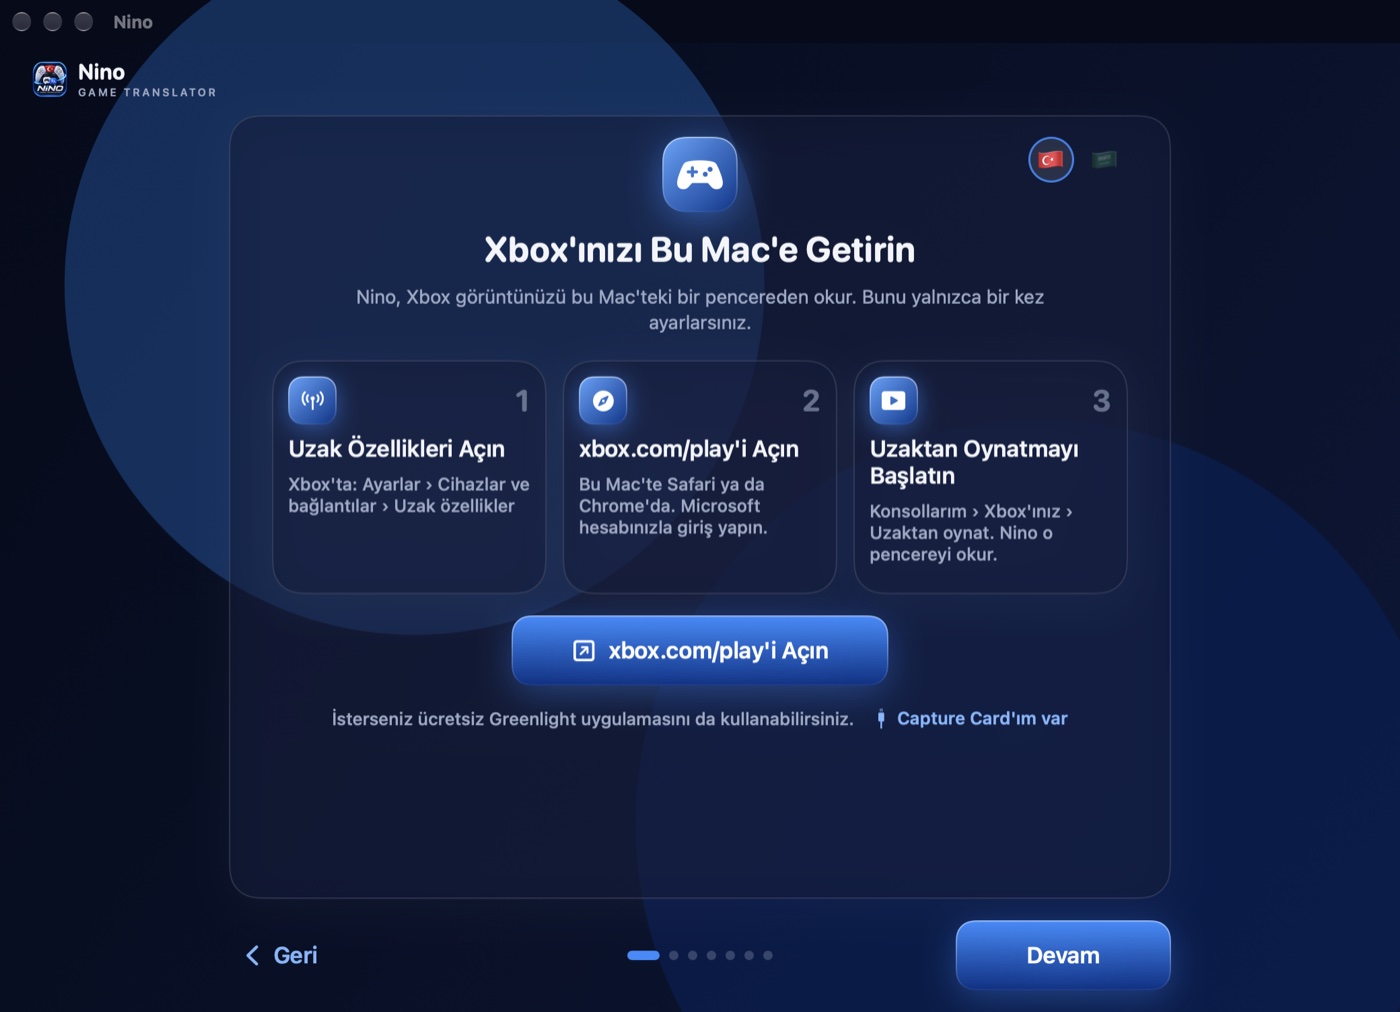 Nino
Nino
GAME TRANSLATOR
NiNO
Xbox'ınızı Bu Mac'e Getirin
Nino, Xbox görüntünüzü bu Mac'teki bir pencereden okur. Bunu yalnızca bir kez
ayarlarsınız.
1
Uzak Özellikleri Açın
Xbox'ta: Ayarlar › Cihazlar ve
bağlantılar › Uzak özellikler
2
xbox.com/play'i Açın
Bu Mac'te Safari ya da
Chrome'da. Microsoft
hesabınızla giriş yapın.
3
Uzaktan Oynatmayı
Başlatın
Konsollarım › Xbox'ınız ›
Uzaktan oynat. Nino o
pencereyi okur.
xbox.com/play'i Açın
İsterseniz ücretsiz Greenlight uygulamasını da kullanabilirsiniz.
Capture Card'ım var
Geri
Devam